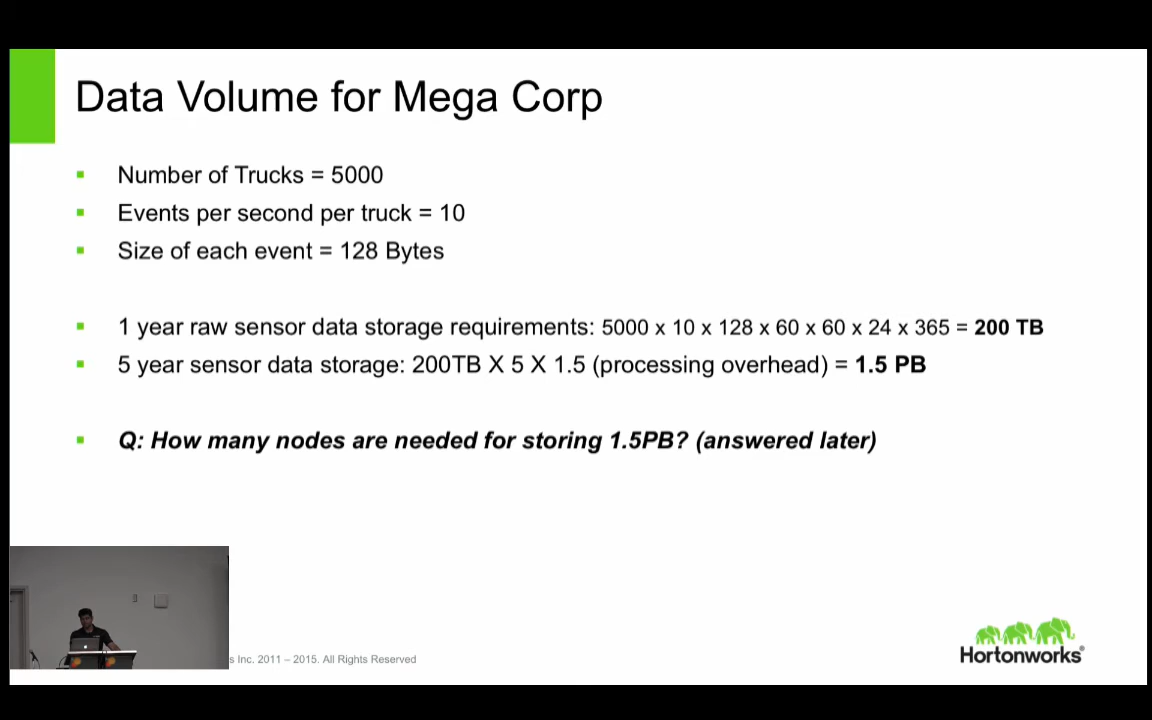 Data Volume for Mega Corp
Number of Trucks = 5000
Events per second per truck = 10
Size of each event = 128 Bytes
1 year raw sensor data storage requirements: 5000 x 10 x 128 x 60 x 60 x 24 x 365 = 200 TB
5 year sensor data storage: 200TB X 5 X 1.5 (processing overhead) = 1.5 PB
Q: How many nodes are needed for storing 1.5PB? (answered later)
s Inc. 2011 – 2015. All Rights Reserved
Hortonworks